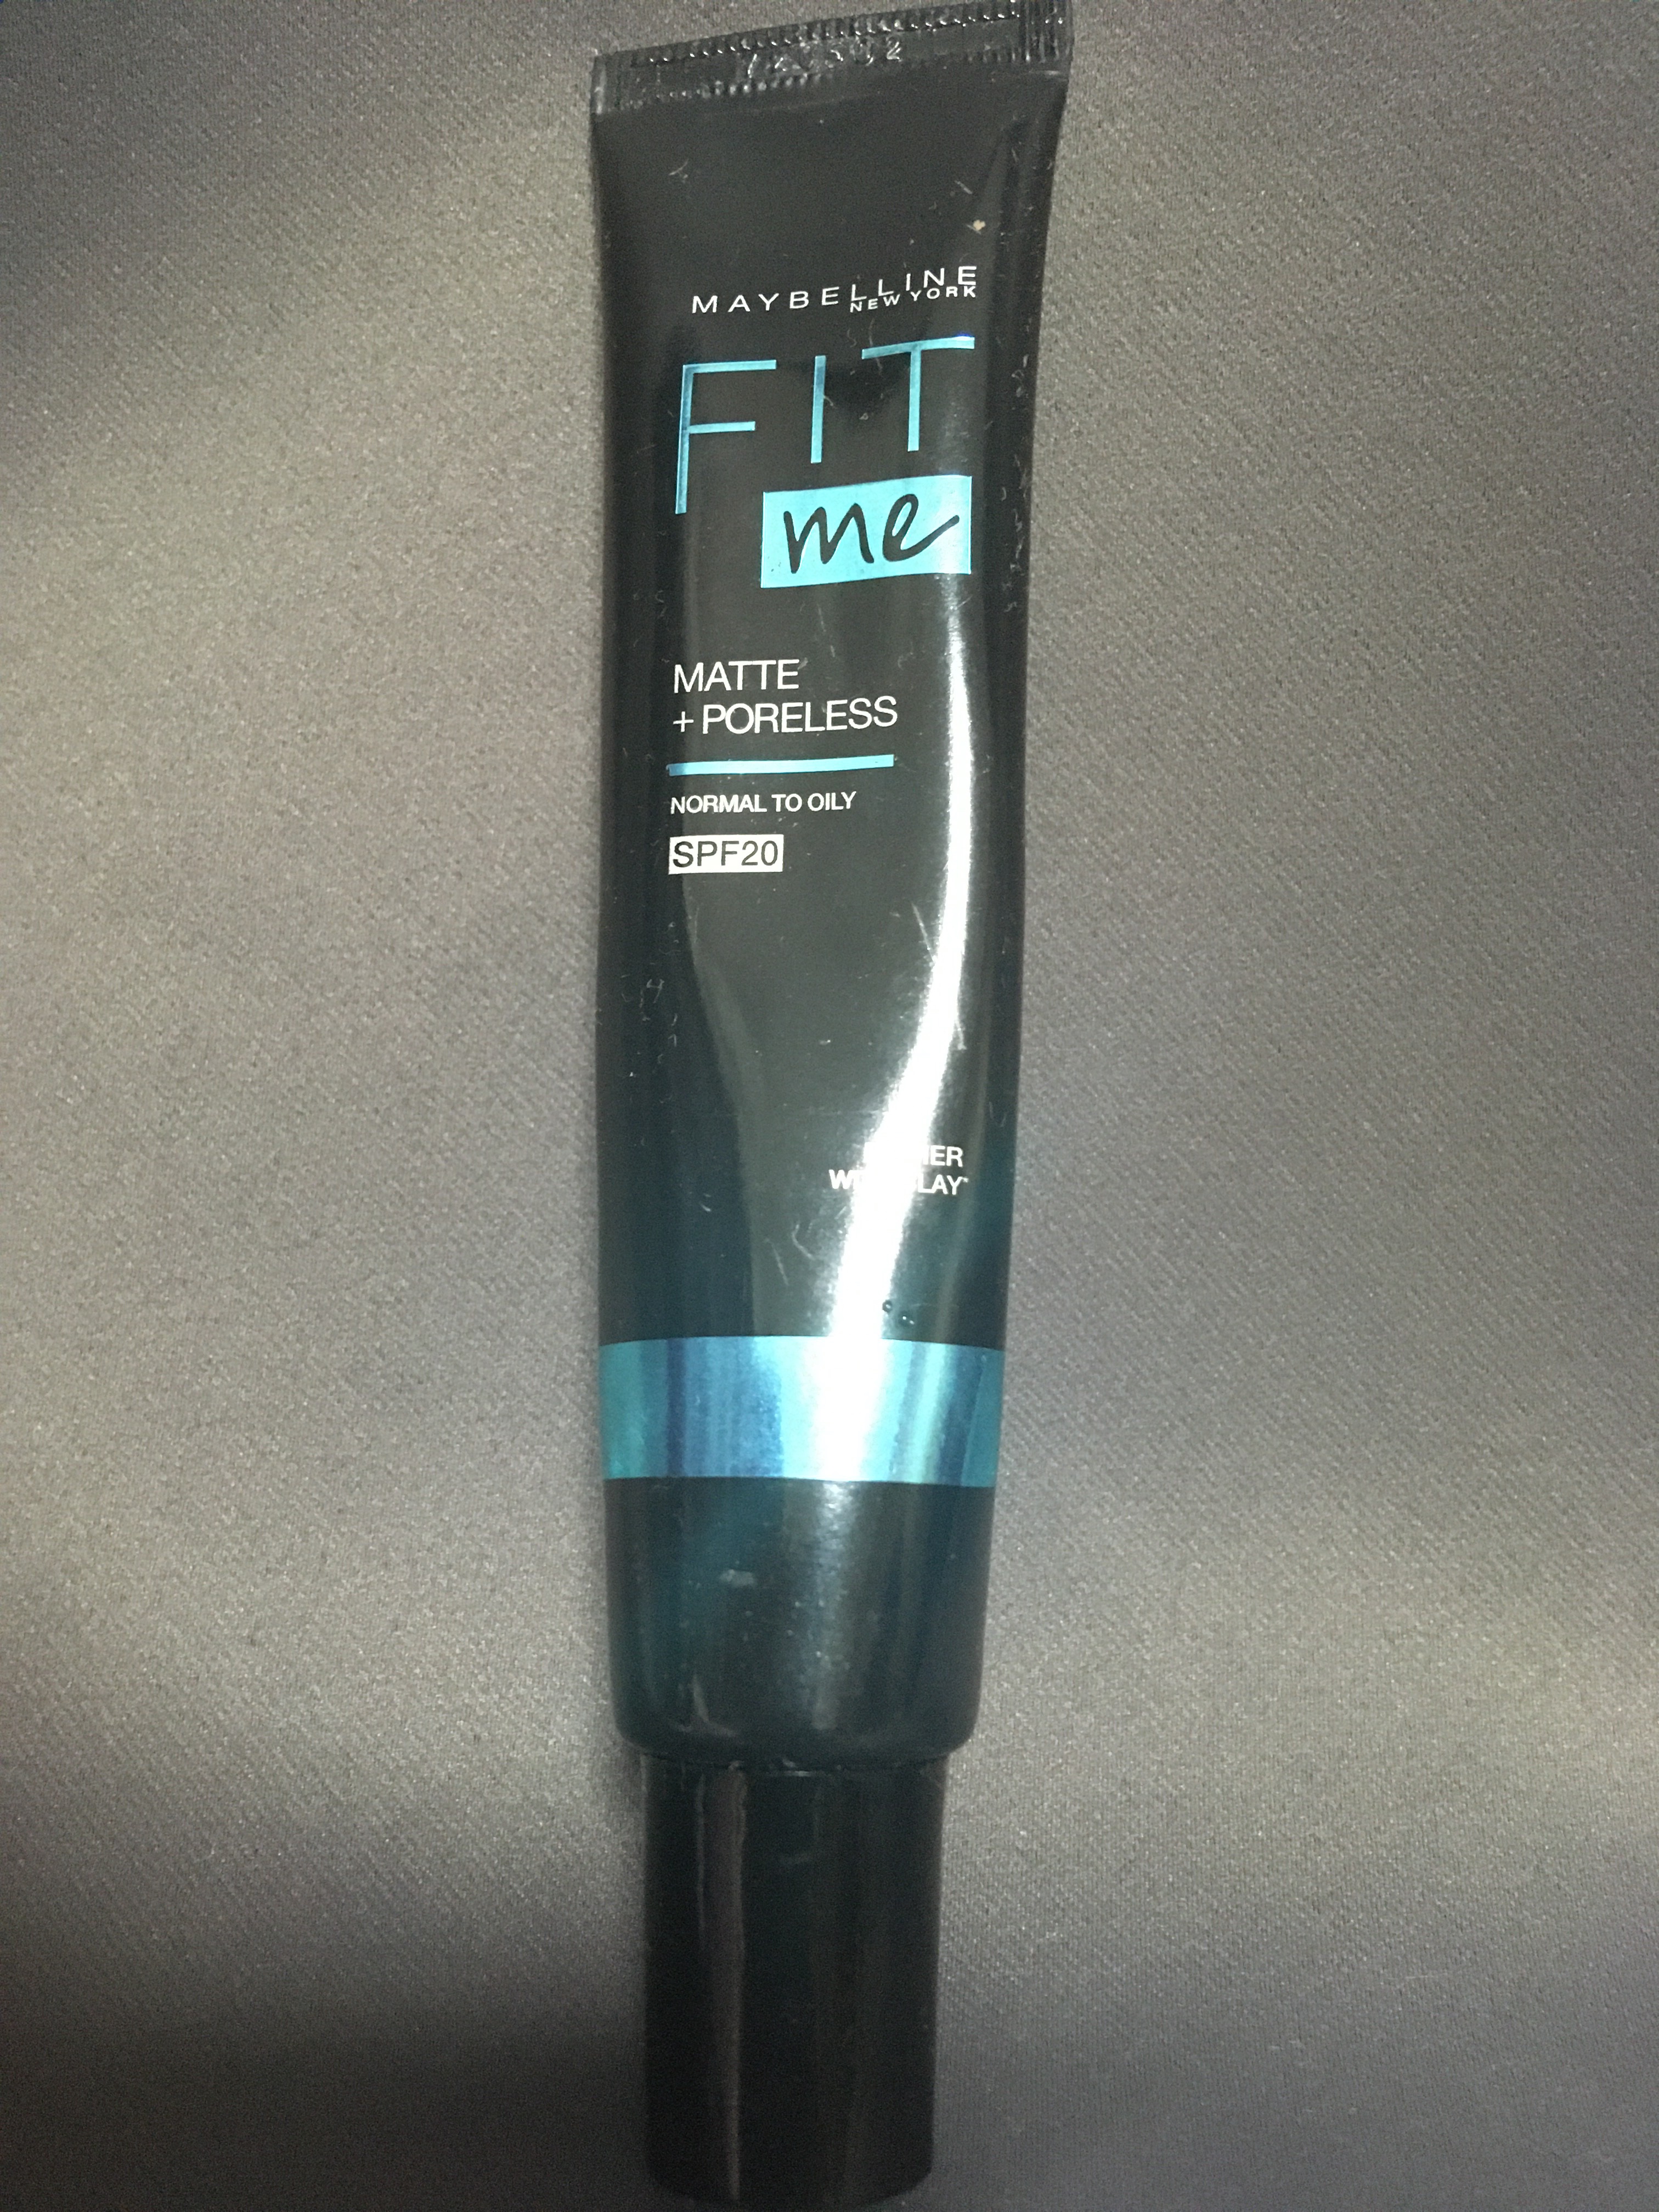 MAYBELLINE
NEW YORK
FIT
me
MATTE
+ PORELESS
NORMAL TO OILY
SPF20